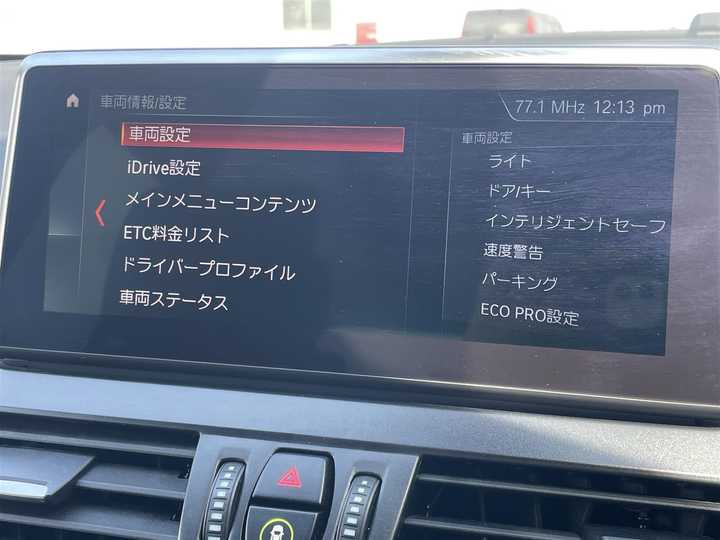 車両情報/設定
77.1 MHz 12:13 pm
車両設定
iDrive設定
メインメニューコンテンツ
ETC料金リスト
ドライバープロファイル
車両ステータス
車両設定
ライト
ドア/キー
インテリジェントセーフ
速度警告
パーキング
ECO PRO設定